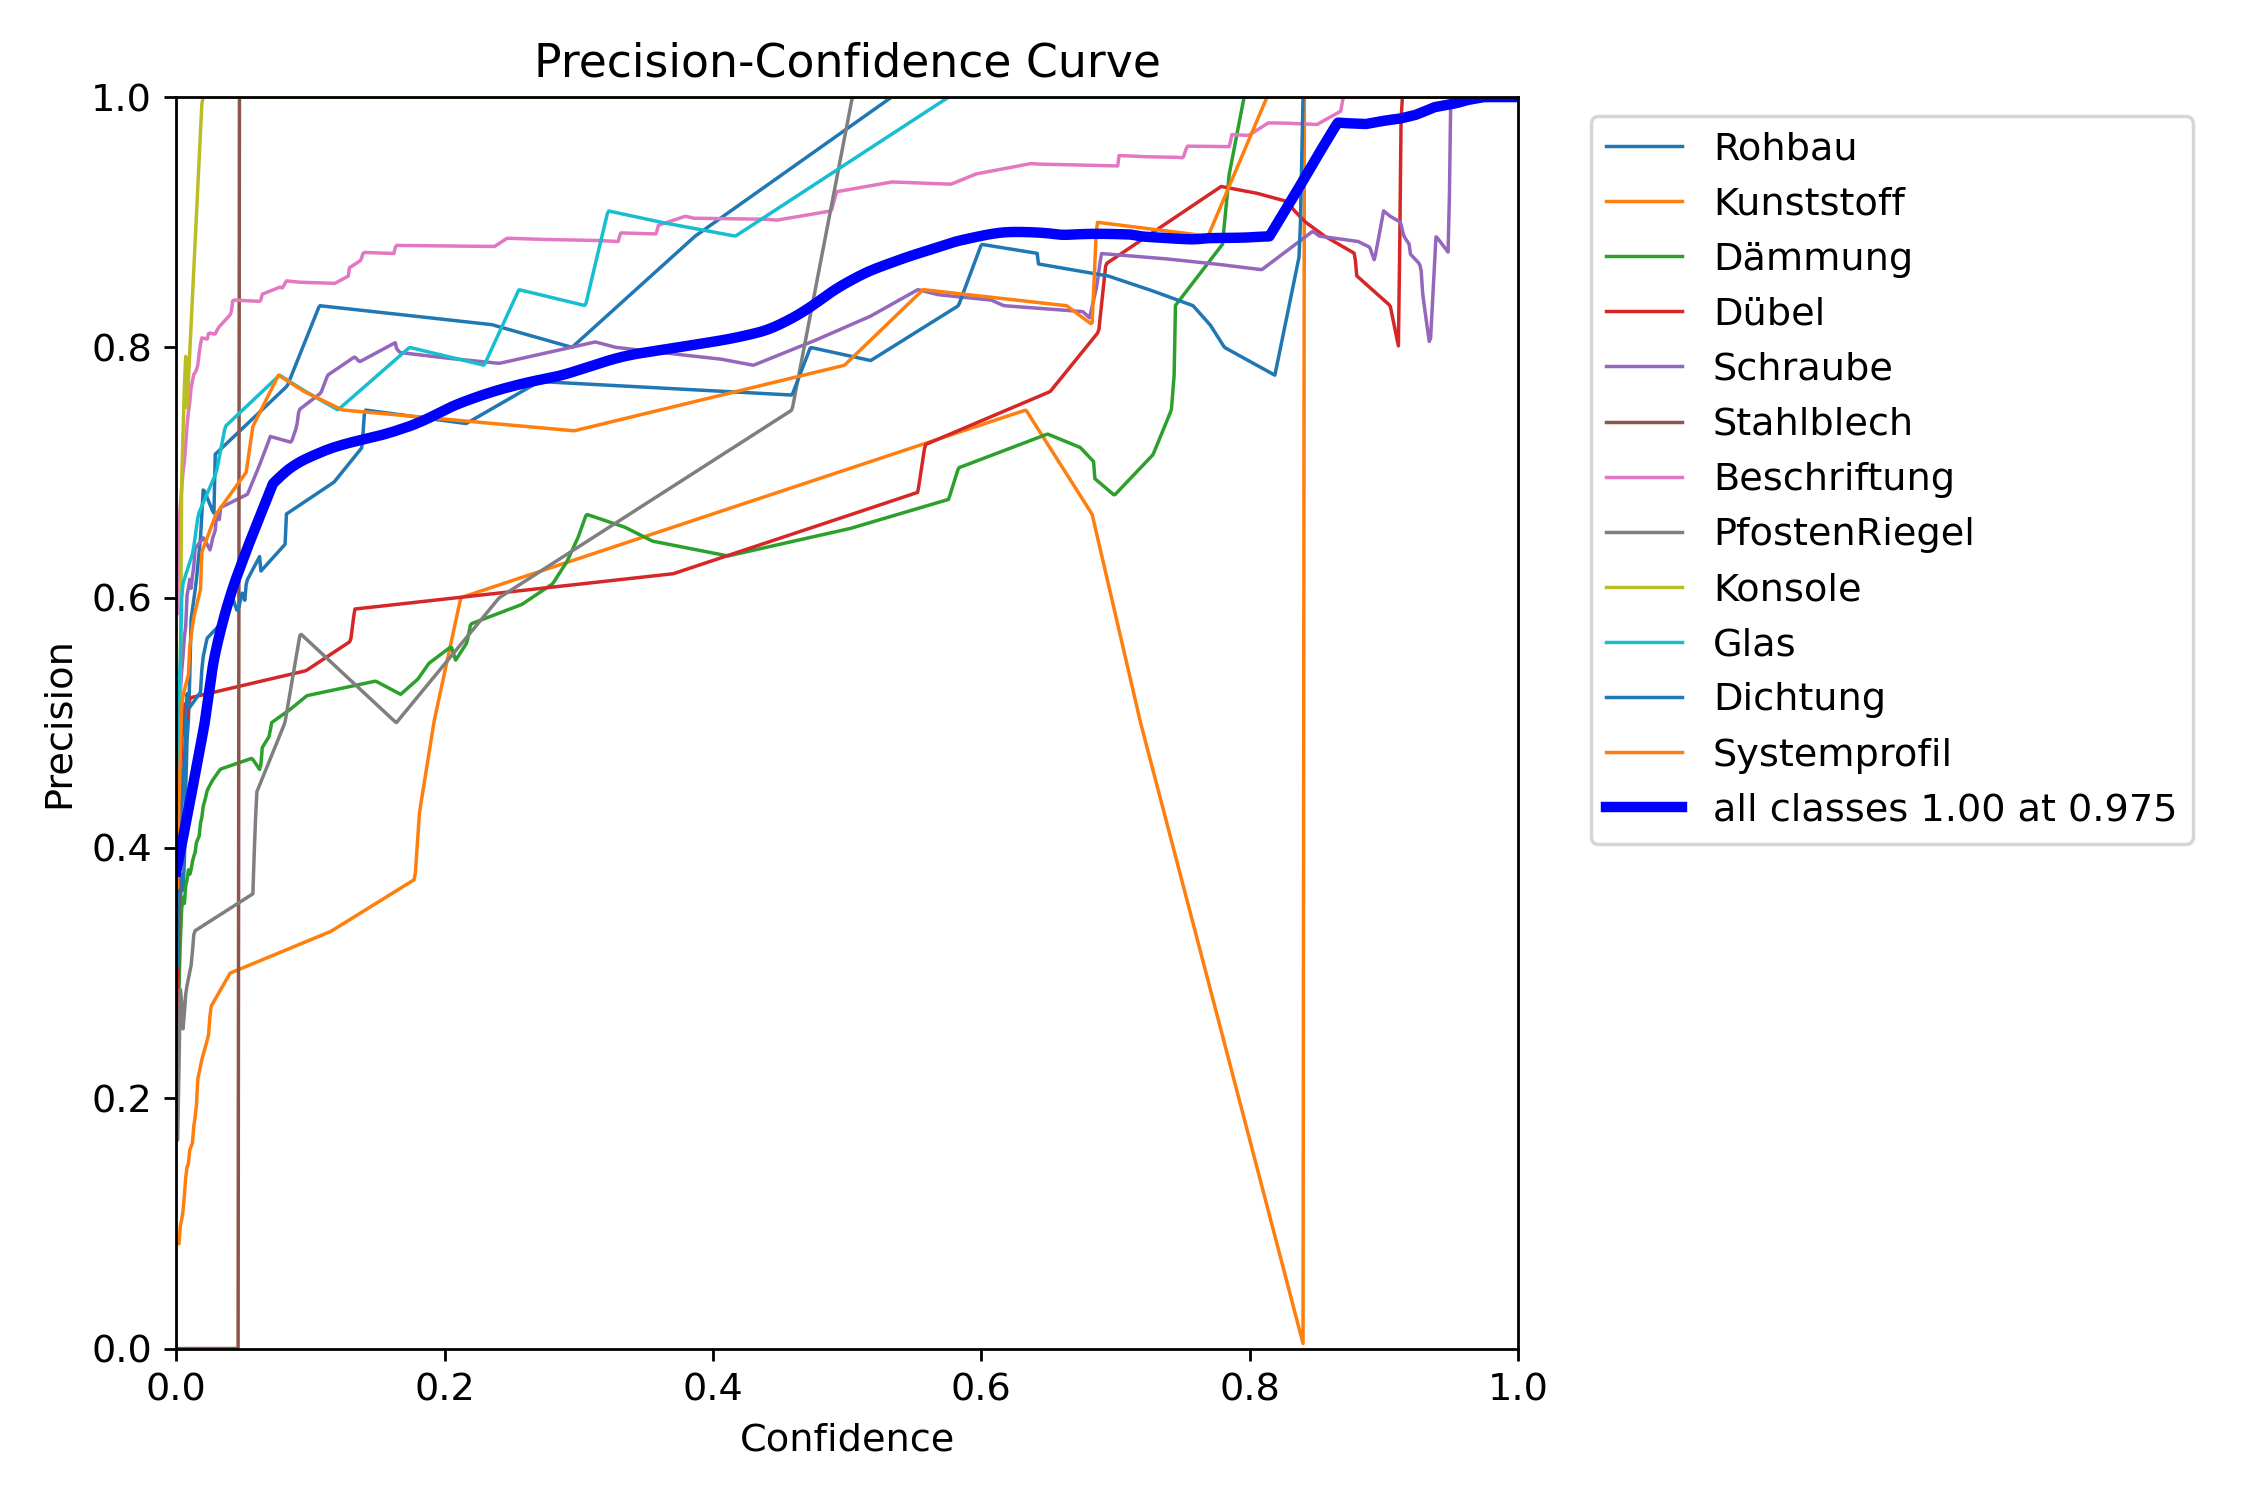 Precision-Confidence Curve
1.0
0.8
0.6
0.4
0.2
0.0
Precision
0.0 0.2 0.4 0.6 0.8 1.0
Confidence
Rohbau
Kunststoff
Dämmung
Dübel
Schraube
Stahlblech
Beschriftung
PfostenRiegel
Konsole
Glas
Dichtung
Systemprofil
all classes 1.00 at 0.975